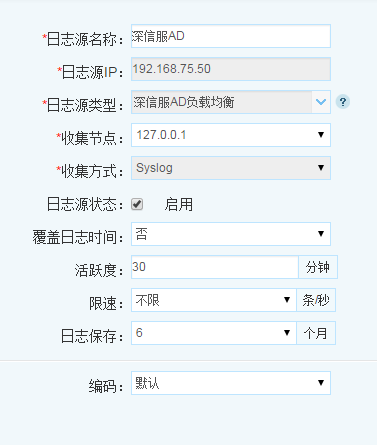 *日志源名称： 深信服AD
*日志源IP： 192.168.75.50
*日志源类型： 深信服AD负载均衡 ?
*收集节点： 127.0.0.1
*收集方式： Syslog
日志源状态： 启用
覆盖日志时间： 否
活跃度： 30 分钟
限速： 不限 条/秒
日志保存： 6 个月
编码： 默认